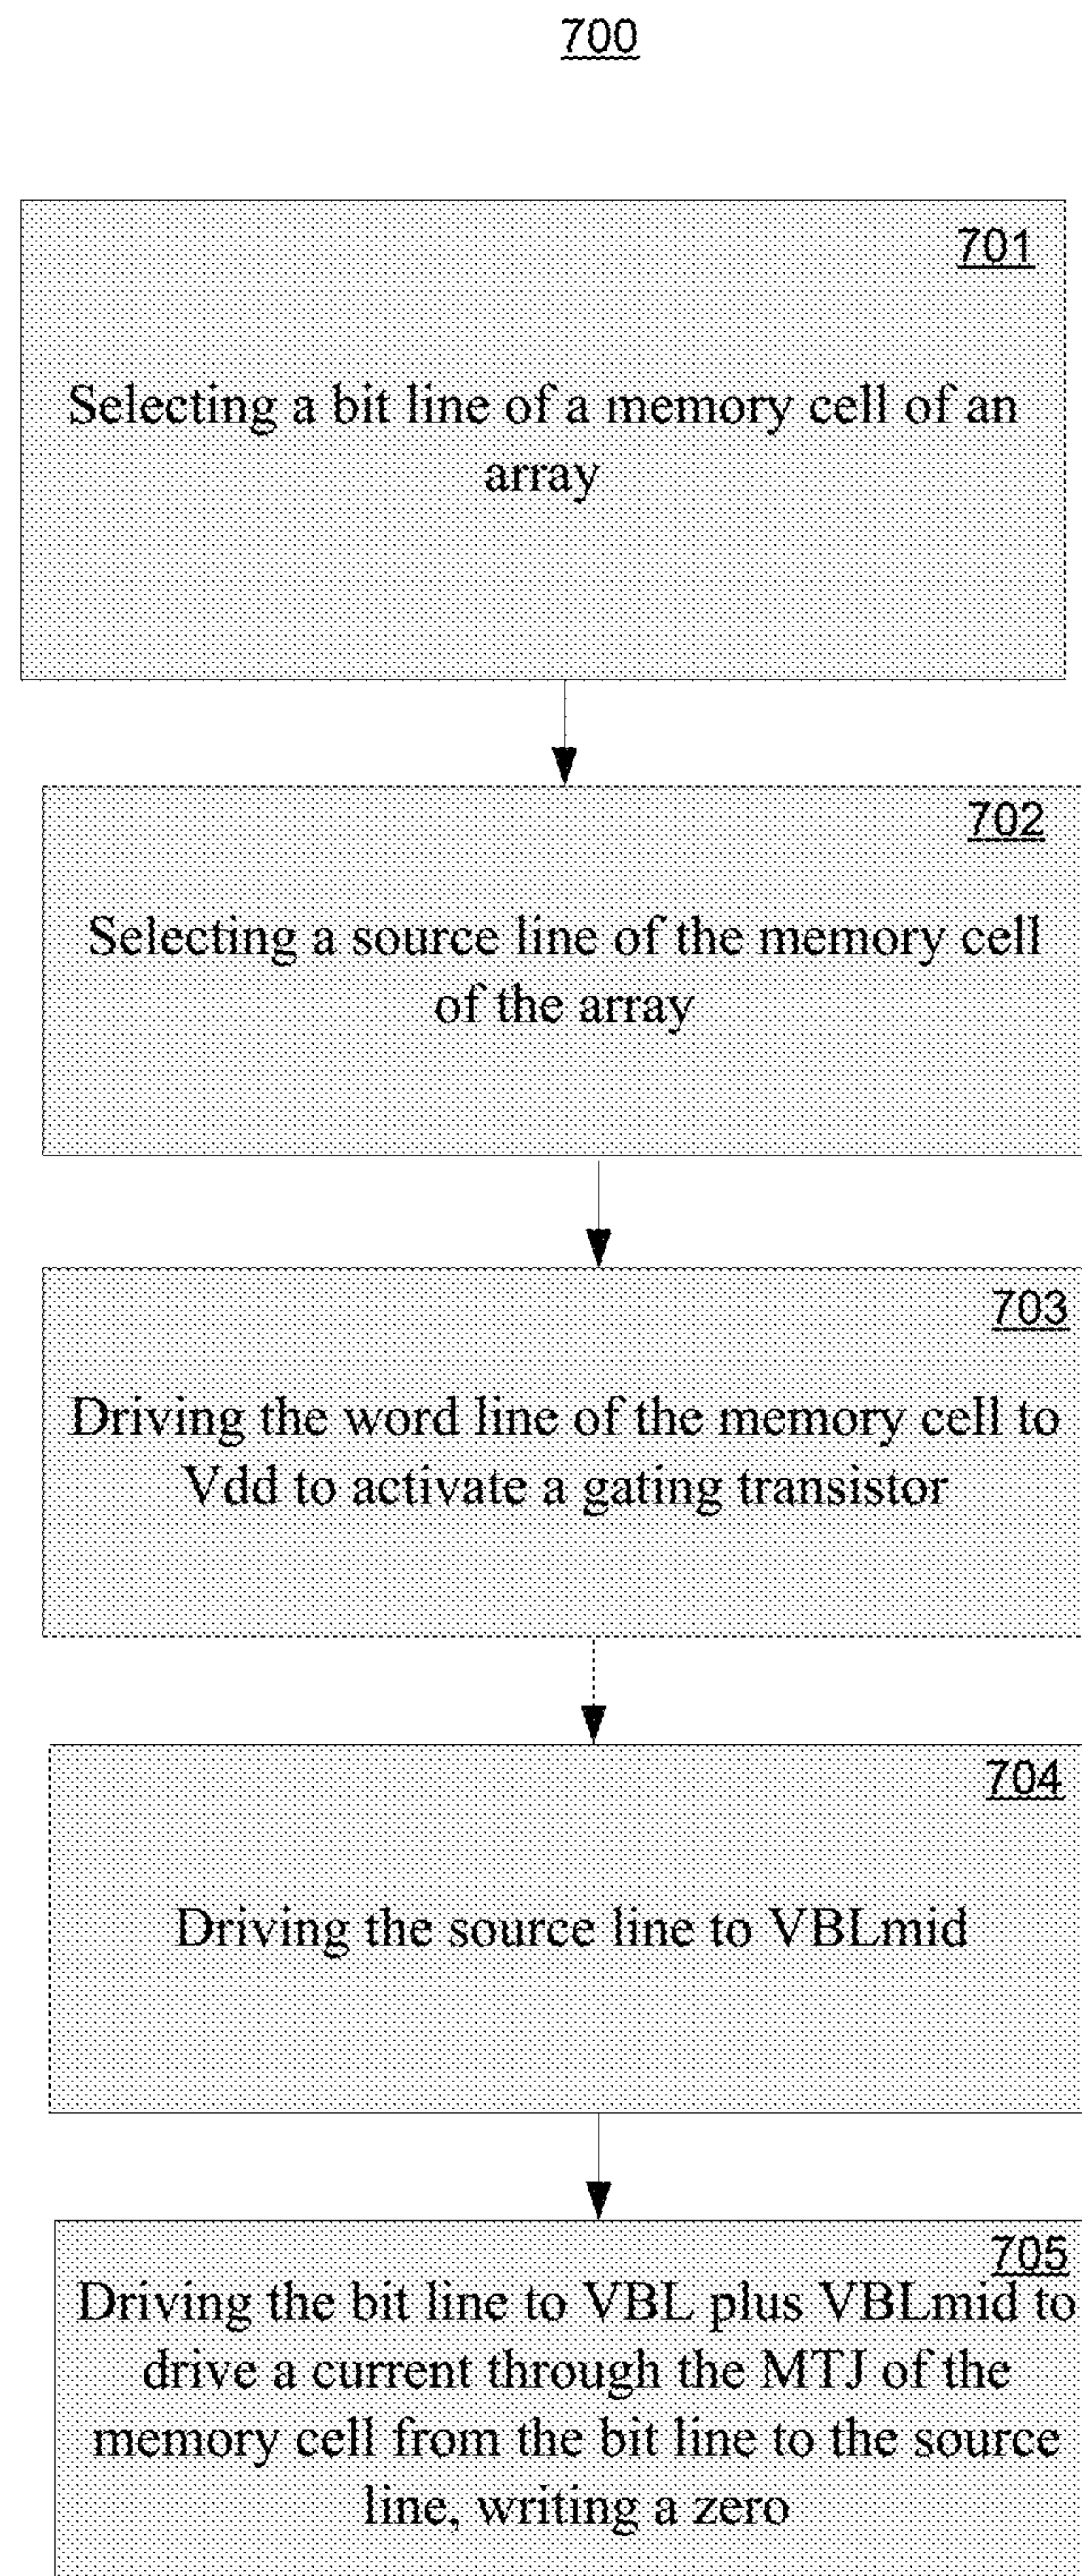 700
701
Selecting a bit line of a memory cell of an
array
702
Selecting a source line of the memory cell
of the array
703
Driving the word line of the memory cell to
Vdd to activate a gating transistor
704
Driving the source line to VBLmid
705
Driving the bit line to VBL plus VBLmid to
drive a current through the MTJ of the
memory cell from the bit line to the source
line, writing a zero